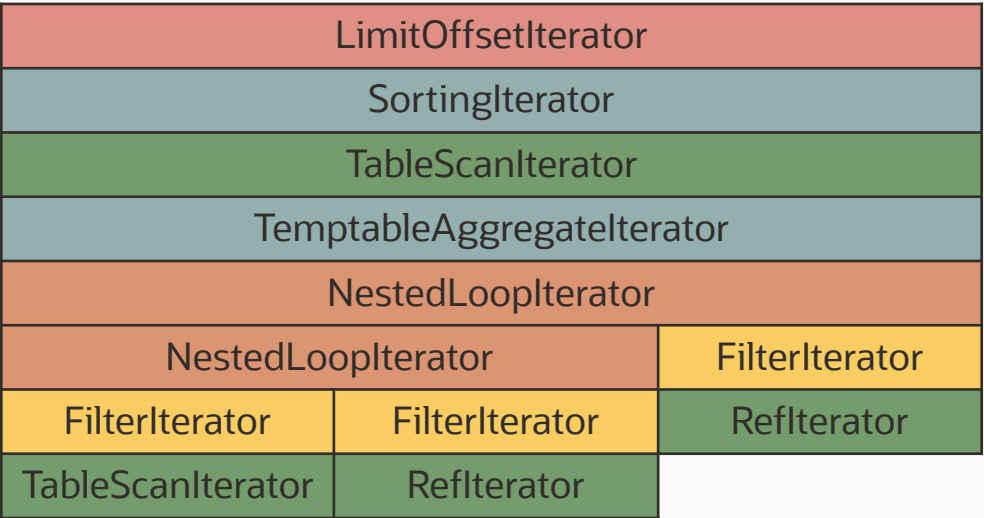 LimitOffsetIterator
SortingIterator
TableScanIterator
TemptableAggregateIterator
NestedLoopIterator
NestedLoopIterator FilterIterator
FilterIterator FilterIterator RefIterator
TableScanIterator RefIterator